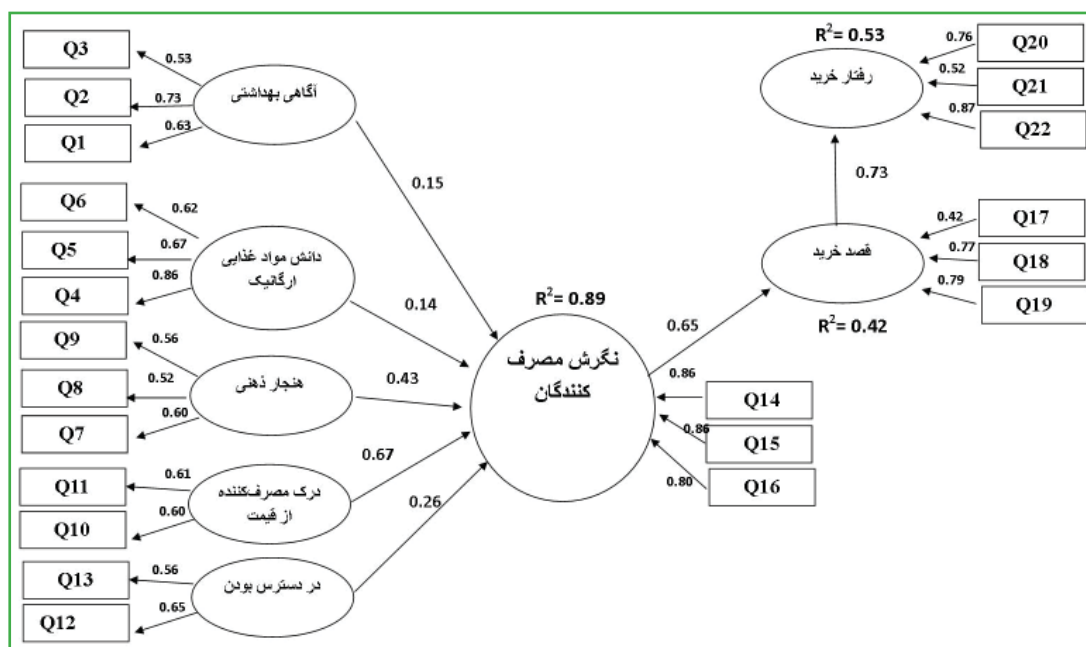 Q3
0.53
Q2
0.73
Q1
0.63
آگاهی بهداشتی
0.15
Q6
0.62
Q5
0.67
Q4
0.86
دانش مواد غذایی
ارگانیک
0.14
Q9
0.56
Q8
0.52
Q7
0.60
هنجار ذهنی
0.43
Q11
0.61
Q10
0.60
درک مصرف‌کننده
از قیمت
0.67
Q13
0.56
Q12
0.65
در دسترس بودن
0.26
R²= 0.89
نگرش مصرف
کنندگان
0.86
Q14
0.86
Q15
0.80
Q16
0.65
R²= 0.53
رفتار خرید
0.76
Q20
0.52
Q21
0.87
Q22
0.73
قصد خرید
R²= 0.42
0.42
Q17
0.77
Q18
0.79
Q19